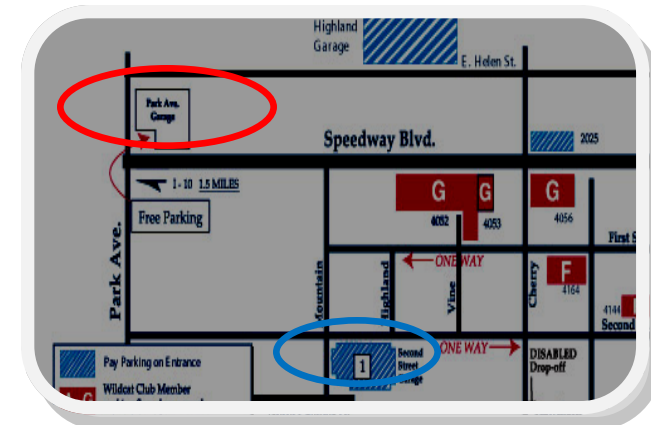 Highland
Garage
E. Helen St.
Park Ave.
Garage
Speedway Blvd.
2025
I - 10 1.5 MILES
G
G
G
Free Parking
4052
4053
4056
First S
Park Ave.
Mountain
Highland
ONE WAY
Vine
Cherry
F
4164
4144
Second
ONE WAY
DISABLED
Drop-off
1
Second
Street
Garage
Pay Parking on Entrance
Wildcat Club Member